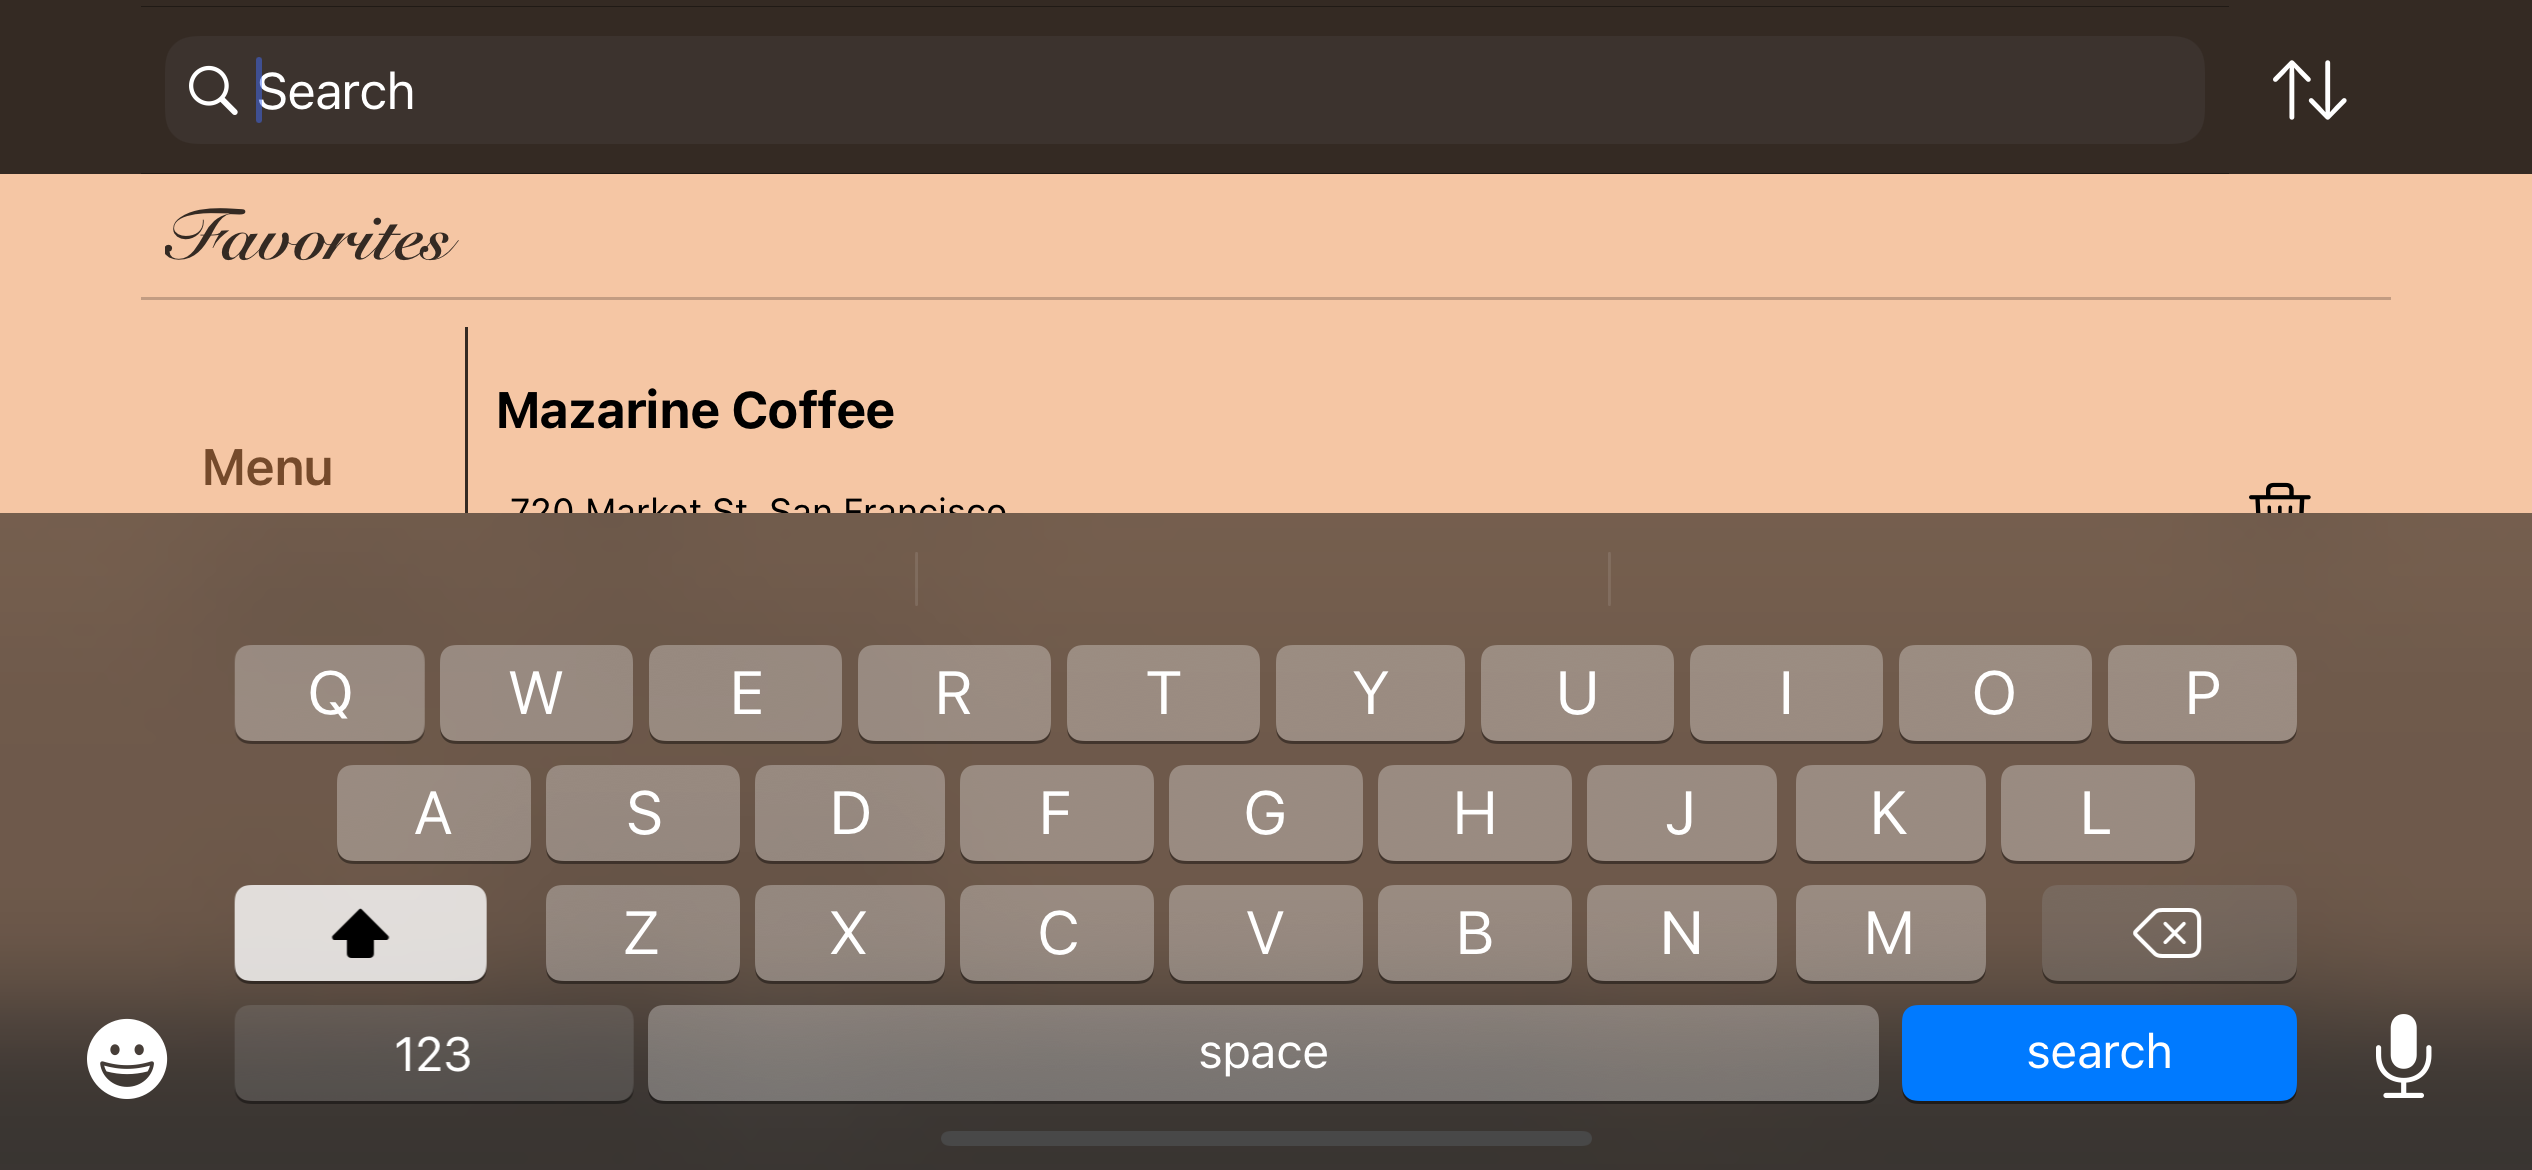 Search
Favorites
Mazarine Coffee
Menu
720 Market St, San Francisco
Q W E R T Y U I O P
A S D F G H J K L
Z X C V B N M
123 space search